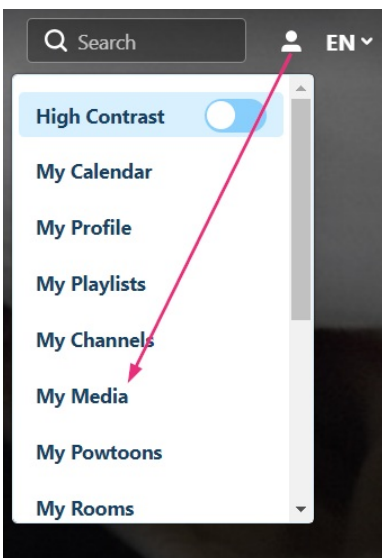 Search
EN
High Contrast
My Calendar
My Profile
My Playlists
My Channels
My Media
My Powtoons
My Rooms